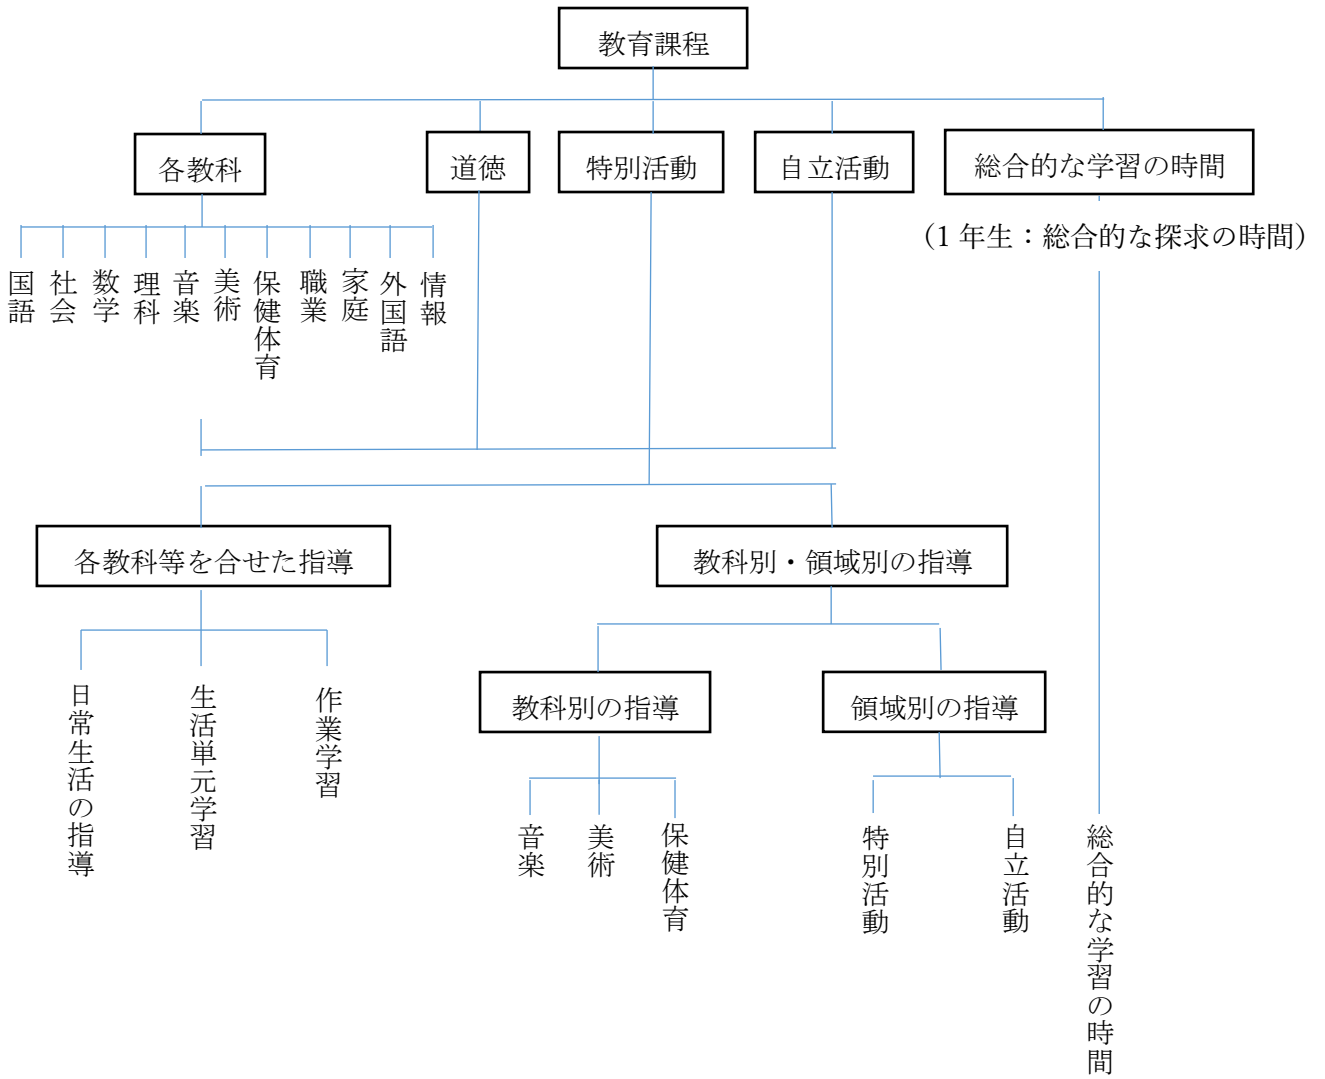 教育課程
各教科
道徳
特別活動
自立活動
総合的な学習の時間
（1 年生：総合的な探求の時間）
国語
社会
数学
理科
音楽
美術
保健体育
職業
家庭
外国語
情報
各教科等を合せた指導
教科別・領域別の指導
日常生活の指導
生活単元学習
作業学習
教科別の指導
領域別の指導
音楽
美術
保健体育
特別活動
自立活動
総合的な学習の時間